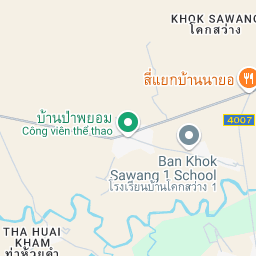 KHOK SAWANG
โคกสว่าง
สี่แยกบ้านนายอ
4007
บ้านป่าพยอม
Công viên thể thao
Ban Khok
Sawang 1 School
โรงเรียนบ้านโคกสว่าง 1
THA HUAI
KHAM
ท่าห้วยคำ